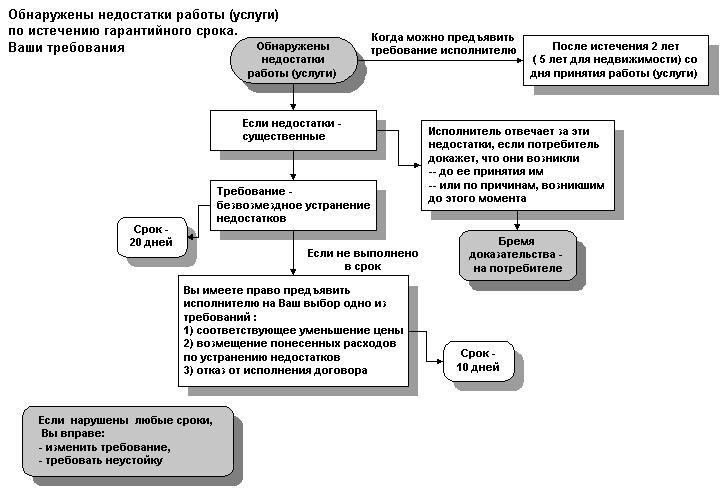 Обнаружены недостатки работы (услуги)
по истечению гарантийного срока.
Ваши требования
Обнаружены
недостатки
работы (услуги)
Когда можно предъявить
требование исполнителю
После истечения 2 лет
( 5 лет для недвижимости) со
дня принятия работы (услуги)
Если недостатки -
существенные
Исполнитель отвечает за эти
недостатки, если потребитель
докажет, что они возникли
-- до ее принятия им
-- или по причинам, возникшим
до этого момента
Требование -
безвозмездное устранение
недостатков
Срок -
20 дней
Бремя
доказательства -
на потребителе
Если не выполнено
в срок
Вы имеете право предъявить
исполнителю на Ваш выбор одно из
требований :
1) соответствующее уменьшение цены
2) возмещение понесенных расходов
по устранению недостатков
3) отказ от исполнения договора
Срок -
10 дней
Если нарушены любые сроки,
Вы вправе:
- изменить требование,
- требовать неустойку